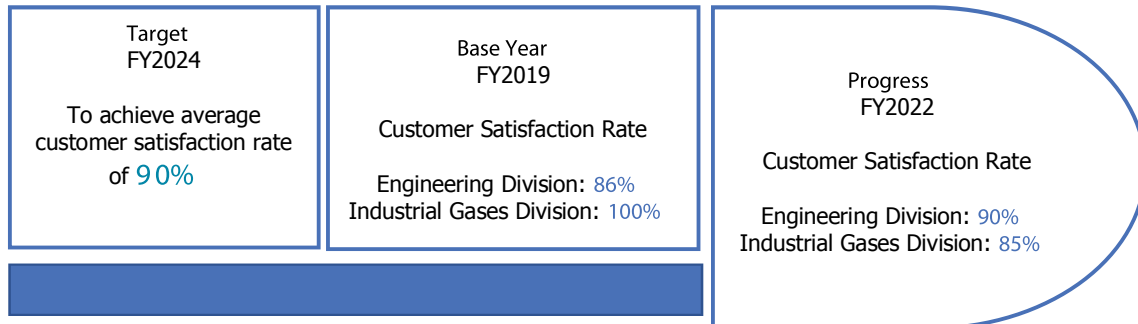 Target
FY2024
To achieve average
customer satisfaction rate
of 90%
Base Year
FY2019
Customer Satisfaction Rate
Engineering Division: 86%
Industrial Gases Division: 100%
Progress
FY2022
Customer Satisfaction Rate
Engineering Division: 90%
Industrial Gases Division: 85%